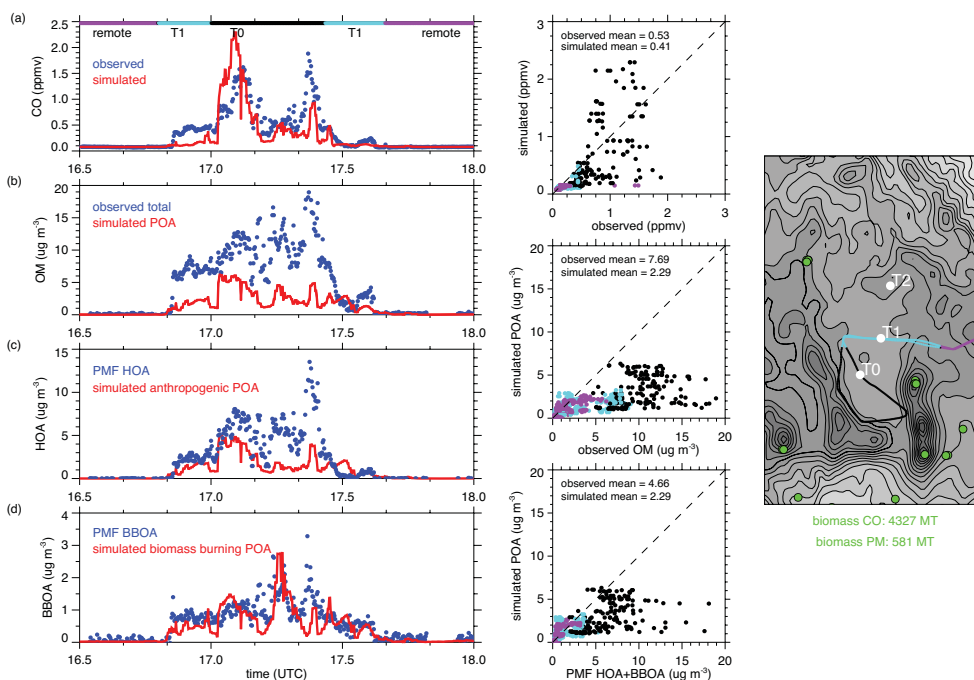 (a)
CO (ppmv)
2.5
2.0
1.5
1.0
0.5
0
remote
T1
T0
T1
remote
observed
simulated
16.5
17.0
17.5
18.0
(b)
OM (ug m-3)
20
15
10
5
0
observed total
simulated POA
16.5
17.0
17.5
18.0
(c)
HOA (ug m-3)
15
10
5
0
PMF HOA
simulated anthropogenic POA
16.5
17.0
17.5
18.0
(d)
BBOA (ug m-3)
4
3
2
1
0
PMF BBOA
simulated biomass burning POA
16.5
17.0
17.5
18.0
time (UTC)
simulated (ppmv)
3
2
1
0
observed mean = 0.53
simulated mean = 0.41
0
1
2
3
observed (ppmv)
simulated POA (ug m-3)
20
15
10
5
0
observed mean = 7.69
simulated mean = 2.29
0
5
10
15
20
observed OM (ug m-3)
simulated POA (ug m-3)
20
15
10
5
0
observed mean = 4.66
simulated mean = 2.29
0
5
10
15
20
PMF HOA+BBOA (ug m-3)
T2
T1
T0
biomass CO: 4327 MT
biomass PM: 581 MT